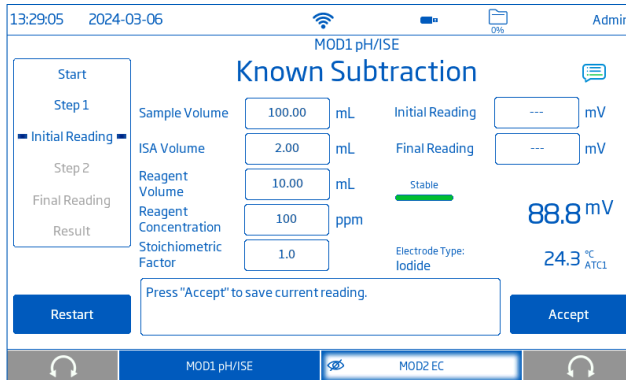 13:29:05 2024-03-06 0% Admin
MOD1 pH/ISE
Known Subtraction
Start
Step 1
Initial Reading
Step 2
Final Reading
Result
Sample Volume 100.00 mL
ISA Volume 2.00 mL
Reagent
Volume 10.00 mL
Reagent
Concentration 100 ppm
Stoichiometric
Factor 1.0
Initial Reading --- mV
Final Reading --- mV
Stable
88.8 mV
Electrode Type:
Iodide
24.3 °C
ATC1
Press "Accept" to save current reading.
Restart
Accept
MOD1 pH/ISE
MOD2 EC